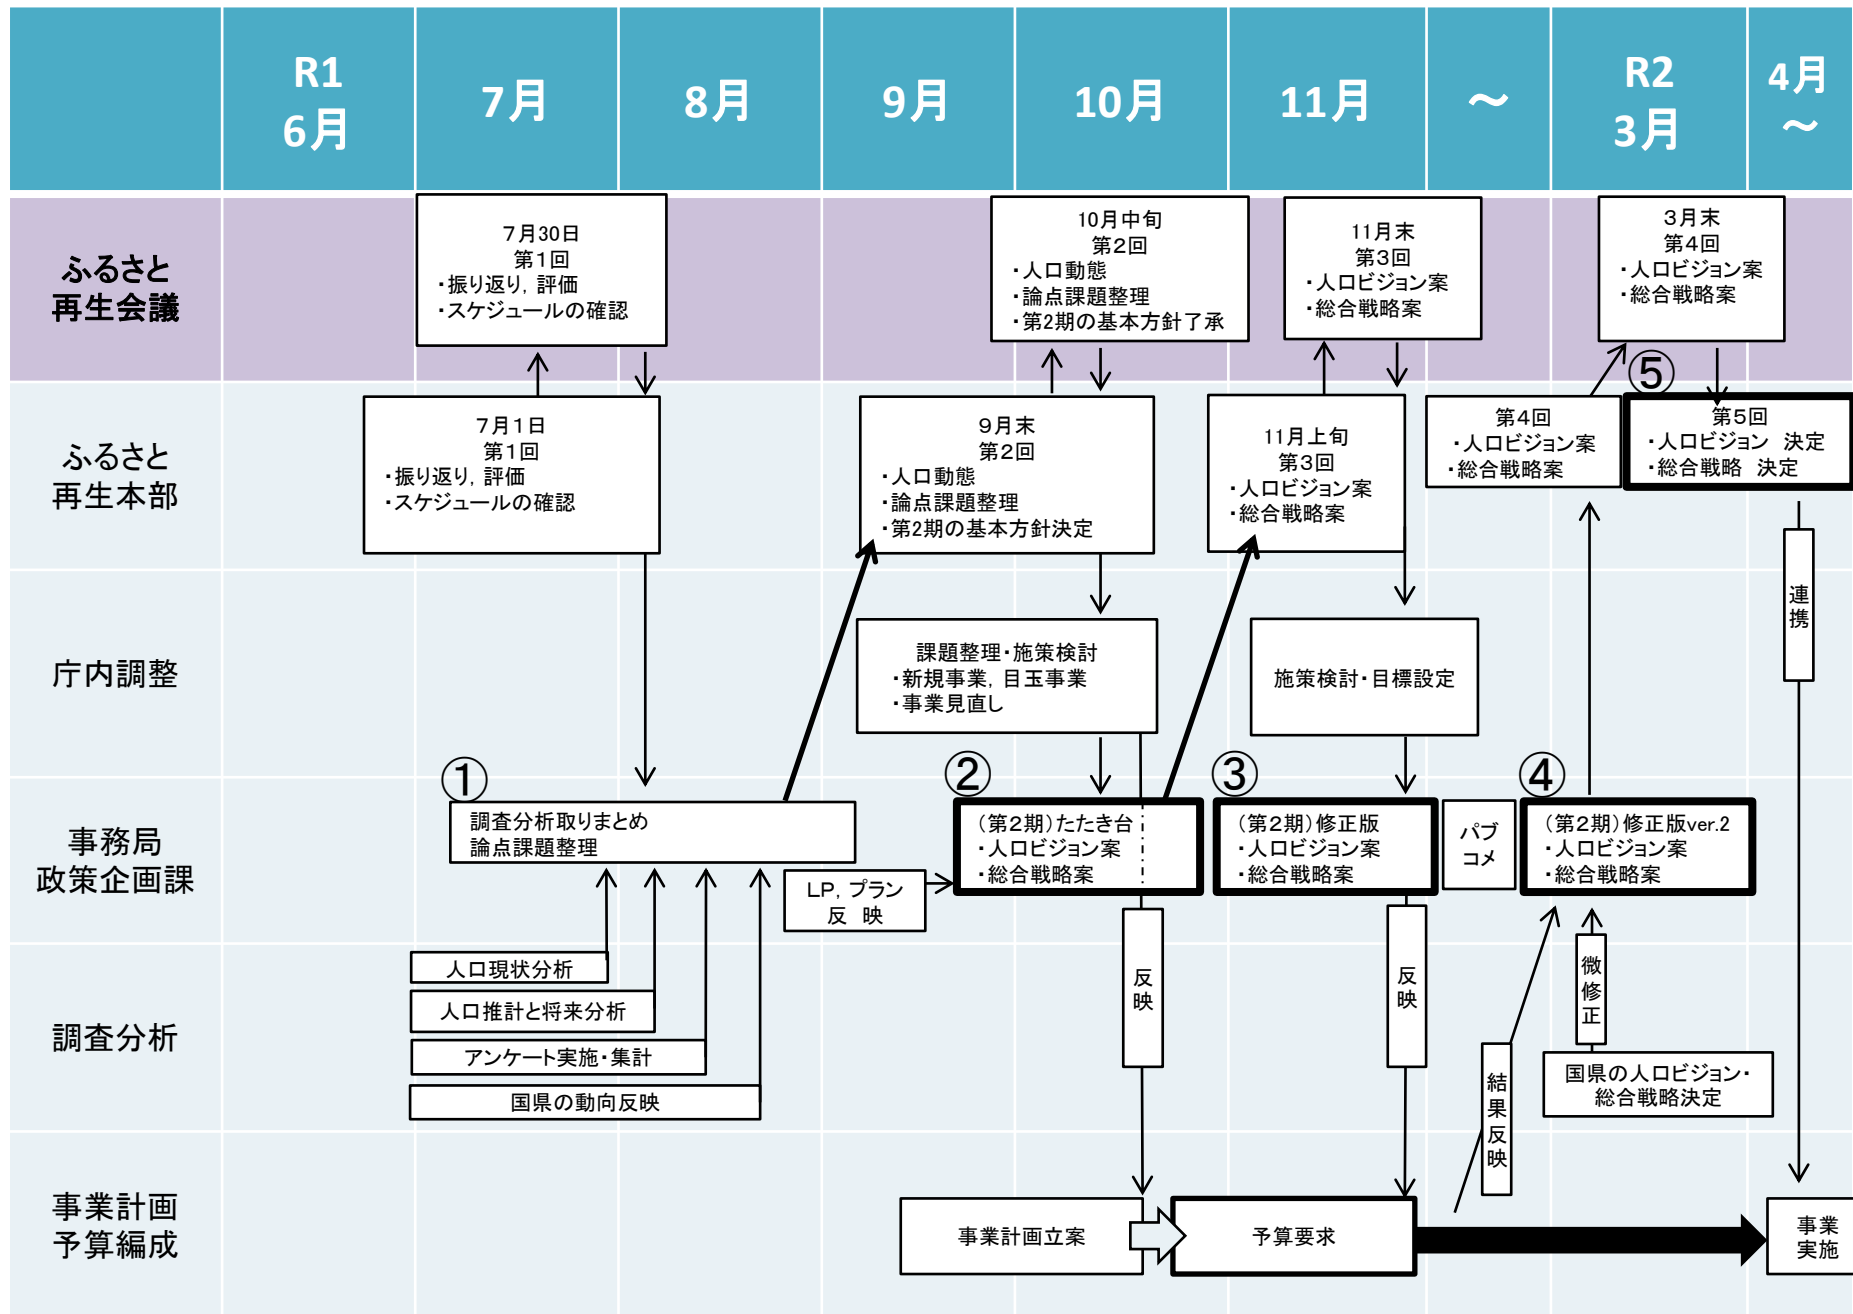 R1
6月
7月
8月
9月
10月
11月
～
R2
3月
4月
～
ふるさと
再生会議
7月30日
第1回
・振り返り，評価
・スケジュールの確認
10月中旬
第2回
・人口動態
・論点課題整理
・第2期の基本方針了承
11月末
第3回
・人口ビジョン案
・総合戦略案
3月末
第4回
・人口ビジョン案
・総合戦略案
ふるさと
再生本部
7月1日
第1回
・振り返り，評価
・スケジュールの確認
9月末
第2回
・人口動態
・論点課題整理
・第2期の基本方針決定
11月上旬
第3回
・人口ビジョン案
・総合戦略案
第4回
・人口ビジョン案
・総合戦略案
⑤
第5回
・人口ビジョン 決定
・総合戦略 決定
連携
庁内調整
課題整理・施策検討
・新規事業，目玉事業
・事業見直し
施策検討・目標設定
事務局
政策企画課
①
調査分析取りまとめ
論点課題整理
LP，プラン
反 映
②
（第2期）たたき台
・人口ビジョン案
・総合戦略案
③
（第2期）修正版
・人口ビジョン案
・総合戦略案
パブ
コメ
④
（第2期）修正版ver.2
・人口ビジョン案
・総合戦略案
調査分析
人口現状分析
人口推計と将来分析
アンケート実施・集計
国県の動向反映
反映
反映
結果反映
微修正
国県の人口ビジョン・
総合戦略決定
事業計画
予算編成
事業計画立案
予算要求
事業
実施